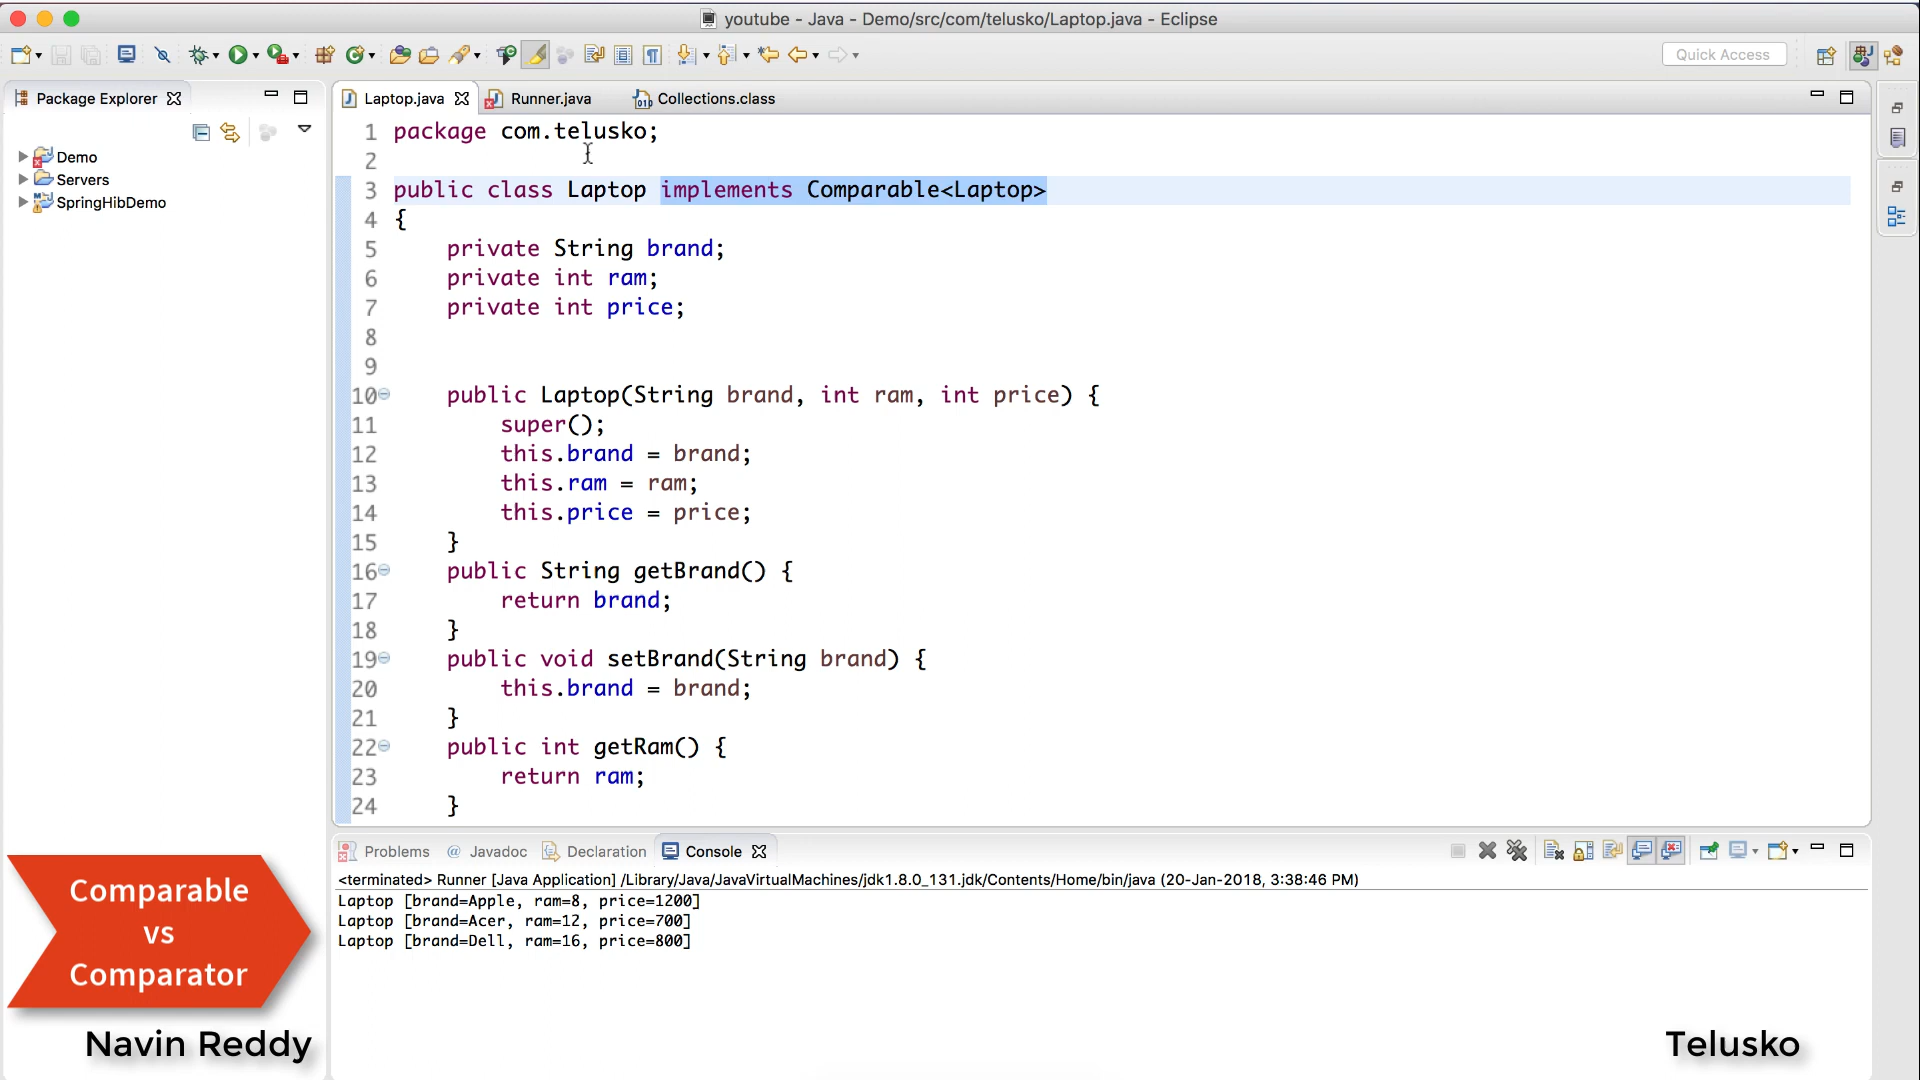 youtube - Java - Demo/src/com/telusko/Laptop.java - Eclipse
Quick Access
Package Explorer
Demo
Servers
SpringHibDemo
Laptop.java
Runner.java
Collections.class
1 package com.telusko;
2
3 public class Laptop implements Comparable<Laptop>
4 {
5     private String brand;
6     private int ram;
7     private int price;
8
9
10     public Laptop(String brand, int ram, int price) {
11         super();
12         this.brand = brand;
13         this.ram = ram;
14         this.price = price;
15     }
16     public String getBrand() {
17         return brand;
18     }
19     public void setBrand(String brand) {
20         this.brand = brand;
21     }
22     public int getRam() {
23         return ram;
24     }
Problems
@ Javadoc
Declaration
Console
<terminated> Runner [Java Application] /Library/Java/JavaVirtualMachines/jdk1.8.0_131.jdk/Contents/Home/bin/java (20-Jan-2018, 3:38:46 PM)
Laptop [brand=Apple, ram=8, price=1200]
Laptop [brand=Acer, ram=12, price=700]
Laptop [brand=Dell, ram=16, price=800]
Comparable
vs
Comparator
Navin Reddy
Telusko